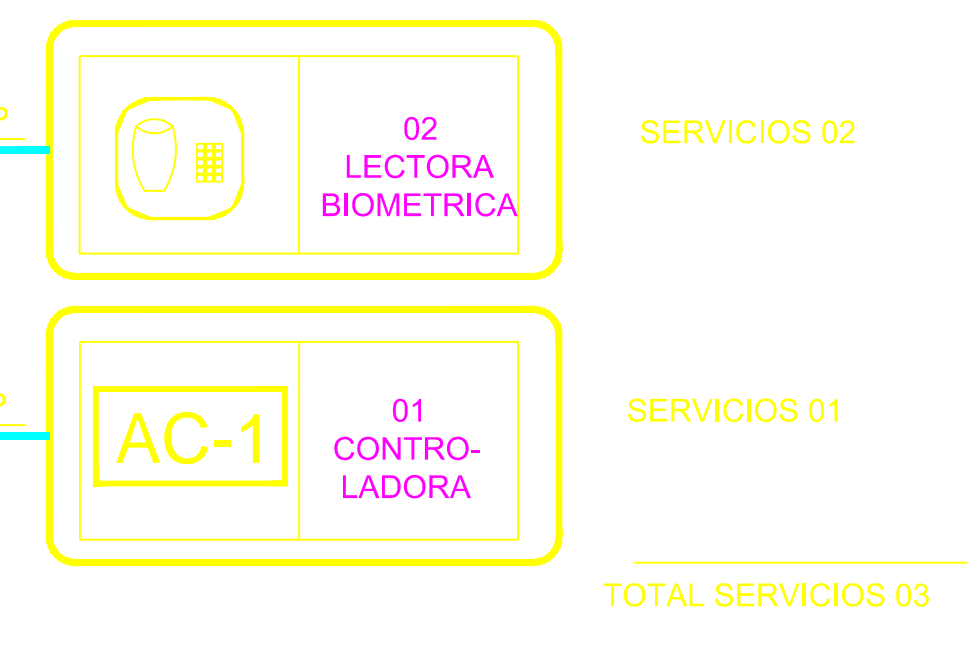 02
LECTORA
BIOMETRICA
SERVICIOS 02
AC-1
01
CONTRO-
LADORA
SERVICIOS 01
TOTAL SERVICIOS 03